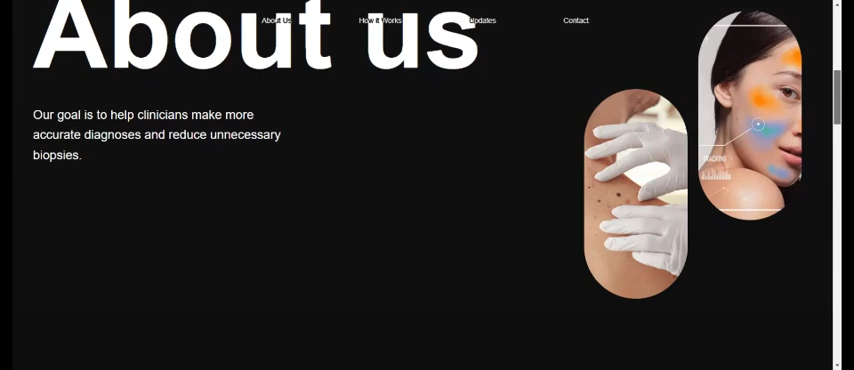 About Us How it Works Updates Contact
About us
Our goal is to help clinicians make more
accurate diagnoses and reduce unnecessary
biopsies.
TRACKING